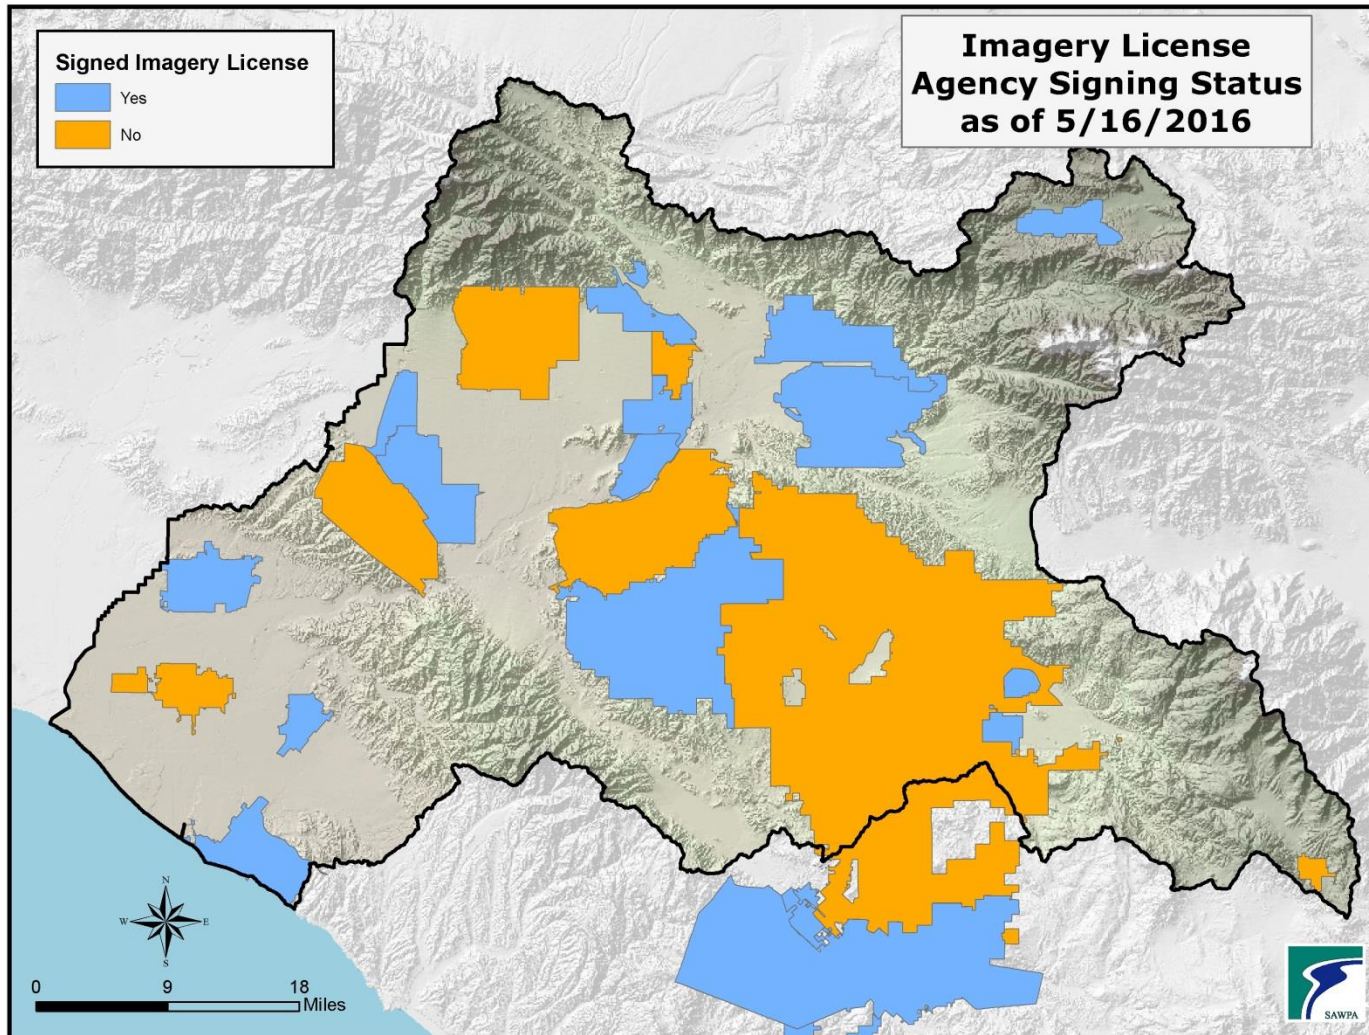 Signed Imagery License
Yes
No
Imagery License
Agency Signing Status
as of 5/16/2016
N
W
E
S
0
9
18
Miles
SAWPA